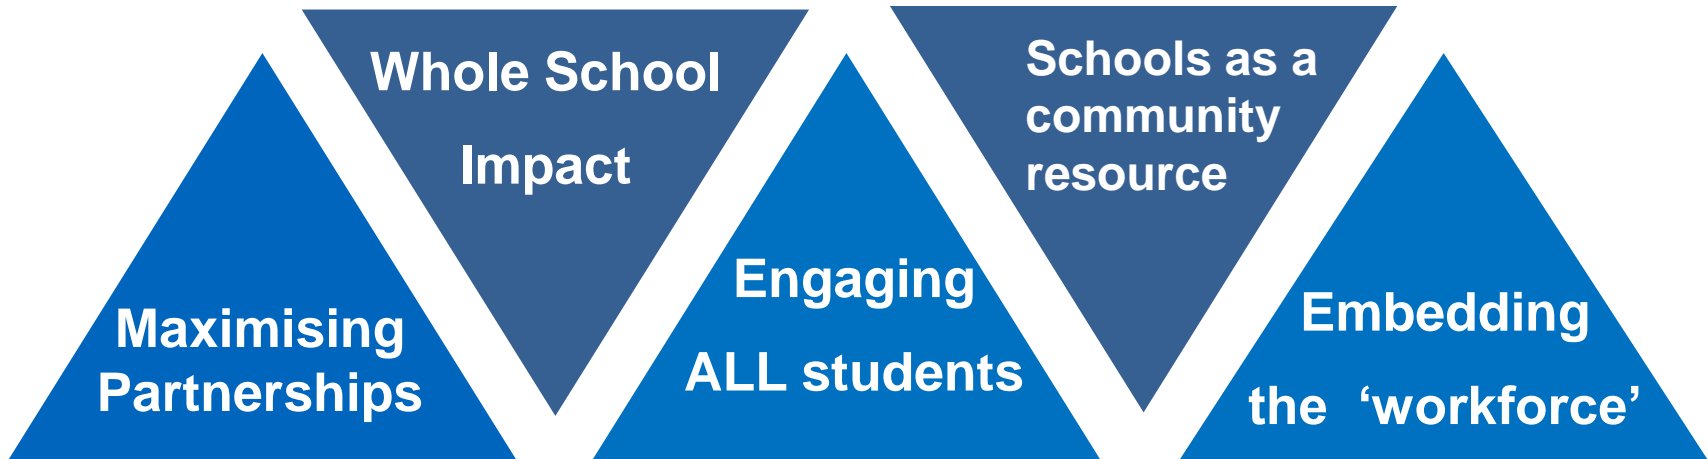 Maximising
Partnerships
Whole School
Impact
Engaging
ALL students
Schools as a
community
resource
Embedding
the ‘workforce’